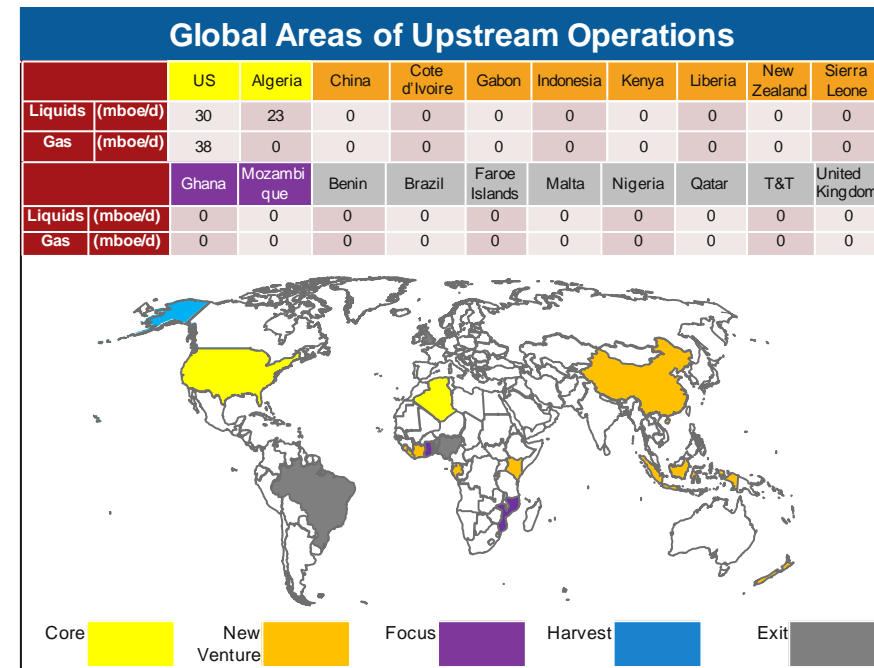 Global Areas of Upstream Operations
US Algeria China Cote d'Ivoire Gabon Indonesia Kenya Liberia New Zealand Sierra Leone
Liquids (mboe/d) 30 23 0 0 0 0 0 0 0 0
Gas (mboe/d) 38 0 0 0 0 0 0 0 0 0
Ghana Mozambi que Benin Brazil Faroe Islands Malta Nigeria Qatar T&T United Kingdom
Liquids (mboe/d) 0 0 0 0 0 0 0 0 0 0
Gas (mboe/d) 0 0 0 0 0 0 0 0 0 0
Core New Venture Focus Harvest Exit